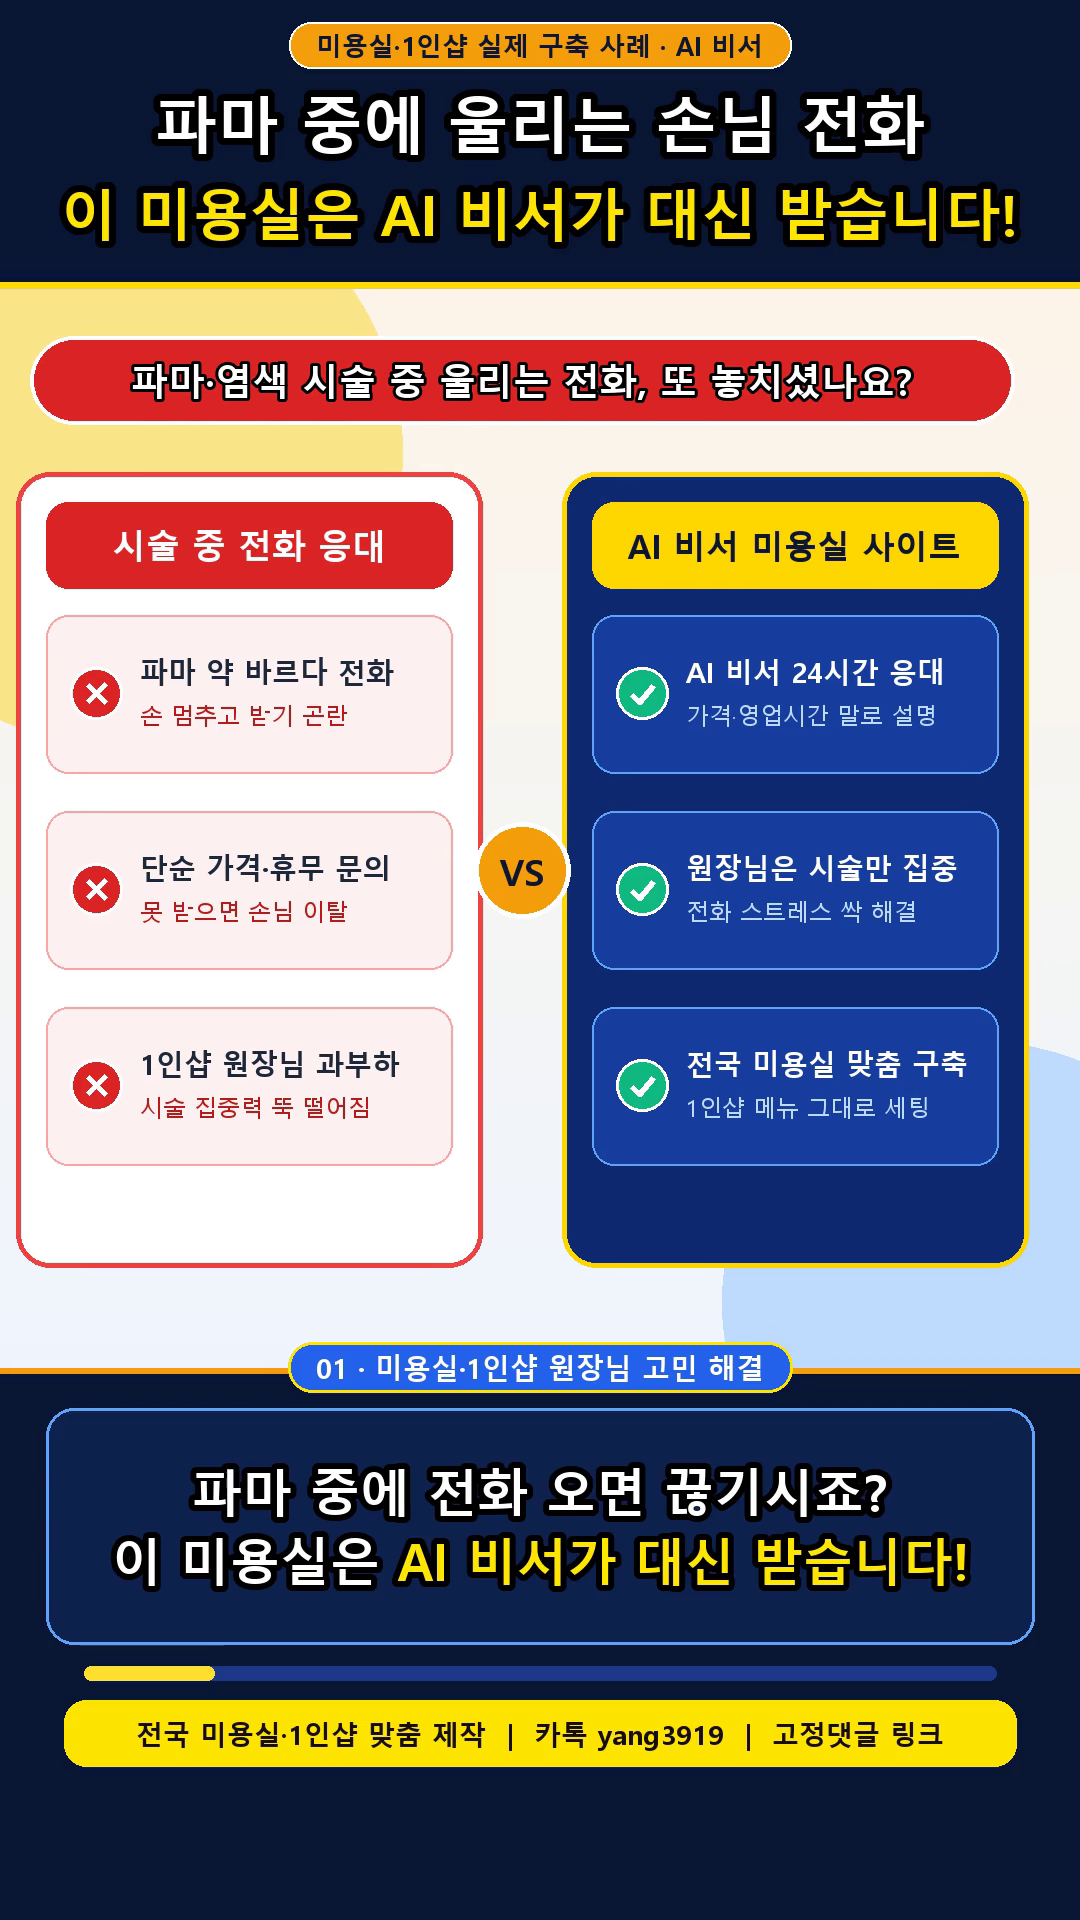 미용실·1인샵 실제 구축 사례 · AI 비서
파마 중에 울리는 손님 전화
이 미용실은 AI 비서가 대신 받습니다!
파마·염색 시술 중 울리는 전화, 또 놓치셨나요?
시술 중 전화 응대
파마 약 바르다 전화
손 멈추고 받기 곤란
단순 가격·휴무 문의
못 받으면 손님 이탈
1인샵 원장님 과부하
시술 집중력 뚝 떨어짐
VS
AI 비서 미용실 사이트
AI 비서 24시간 응대
가격·영업시간 말로 설명
원장님은 시술만 집중
전화 스트레스 싹 해결
전국 미용실 맞춤 구축
1인샵 메뉴 그대로 세팅
01 · 미용실·1인샵 원장님 고민 해결
파마 중에 전화 오면 끊기시죠?
이 미용실은 AI 비서가 대신 받습니다!
전국 미용실·1인샵 맞춤 제작 | 카톡 yang3919 | 고정댓글 링크